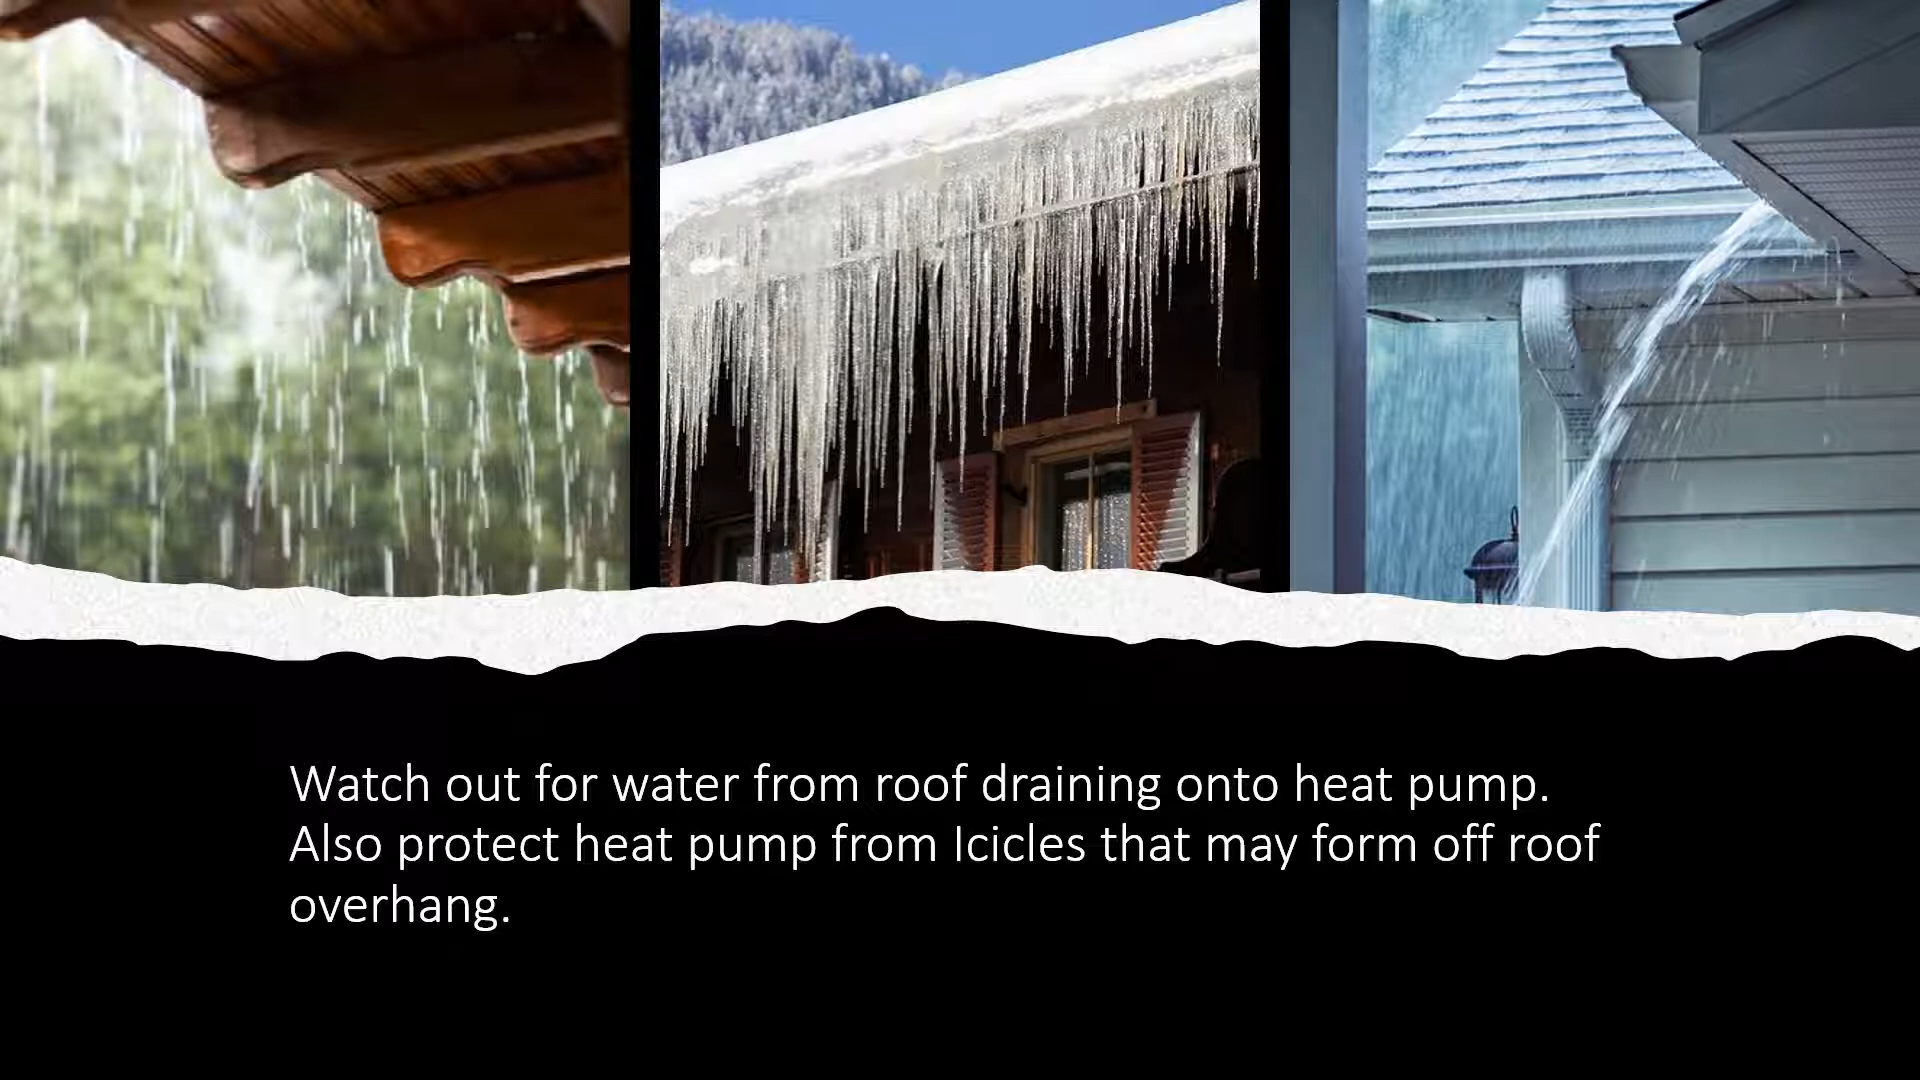 Watch out for water from roof draining onto heat pump.
Also protect heat pump from Icicles that may form off roof
overhang.